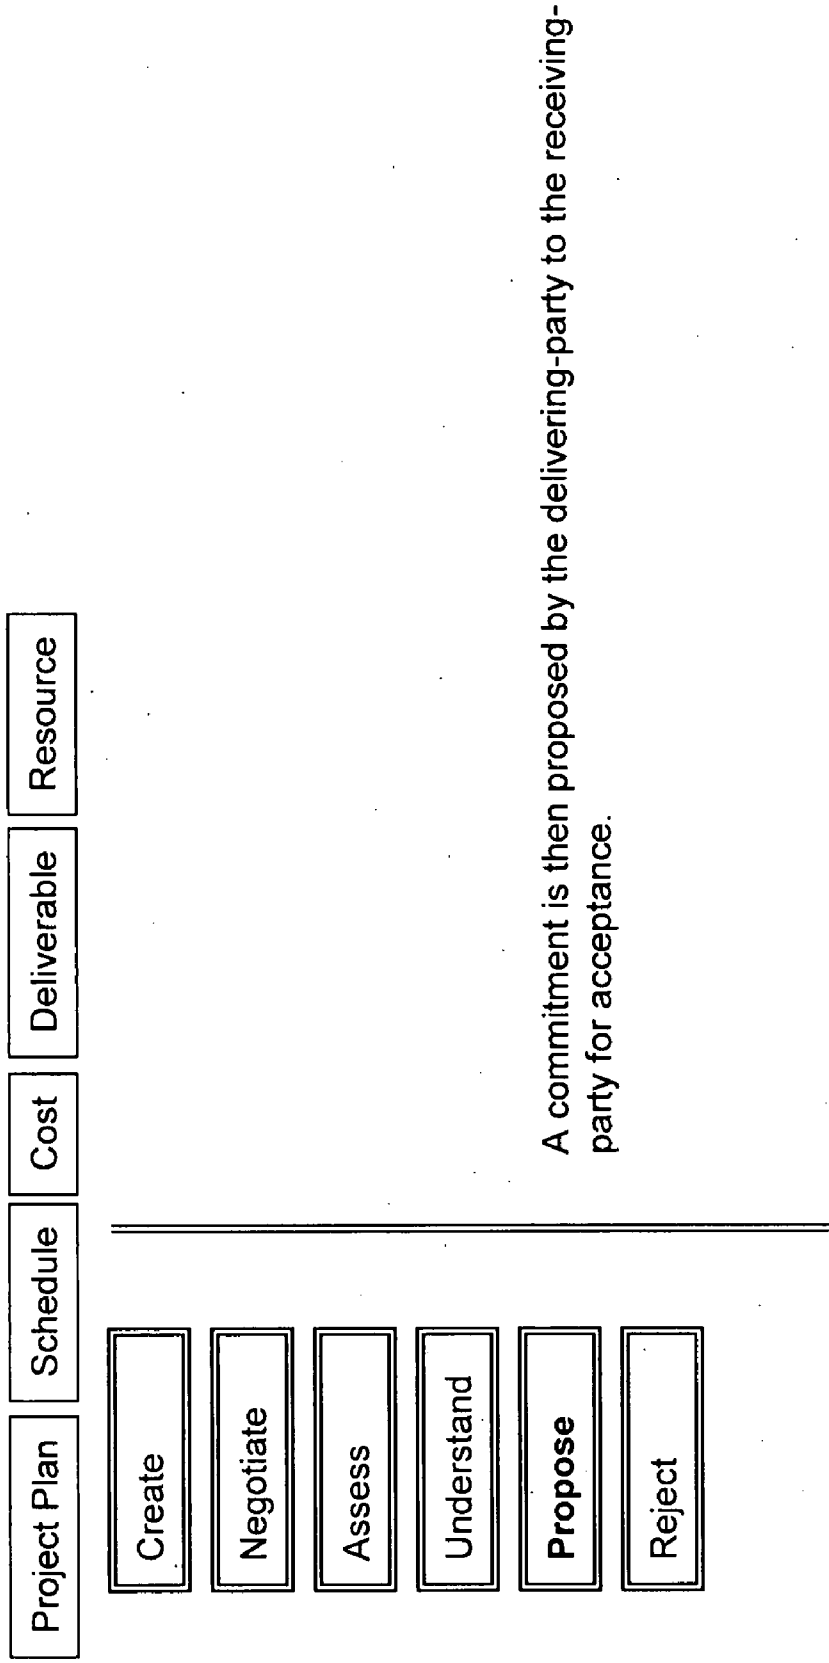 Project Plan
Schedule
Cost
Deliverable
Resource
Create
Negotiate
Assess
Understand
Propose
Reject
A commitment is then proposed by the delivering-party to the receiving-
party for acceptance.